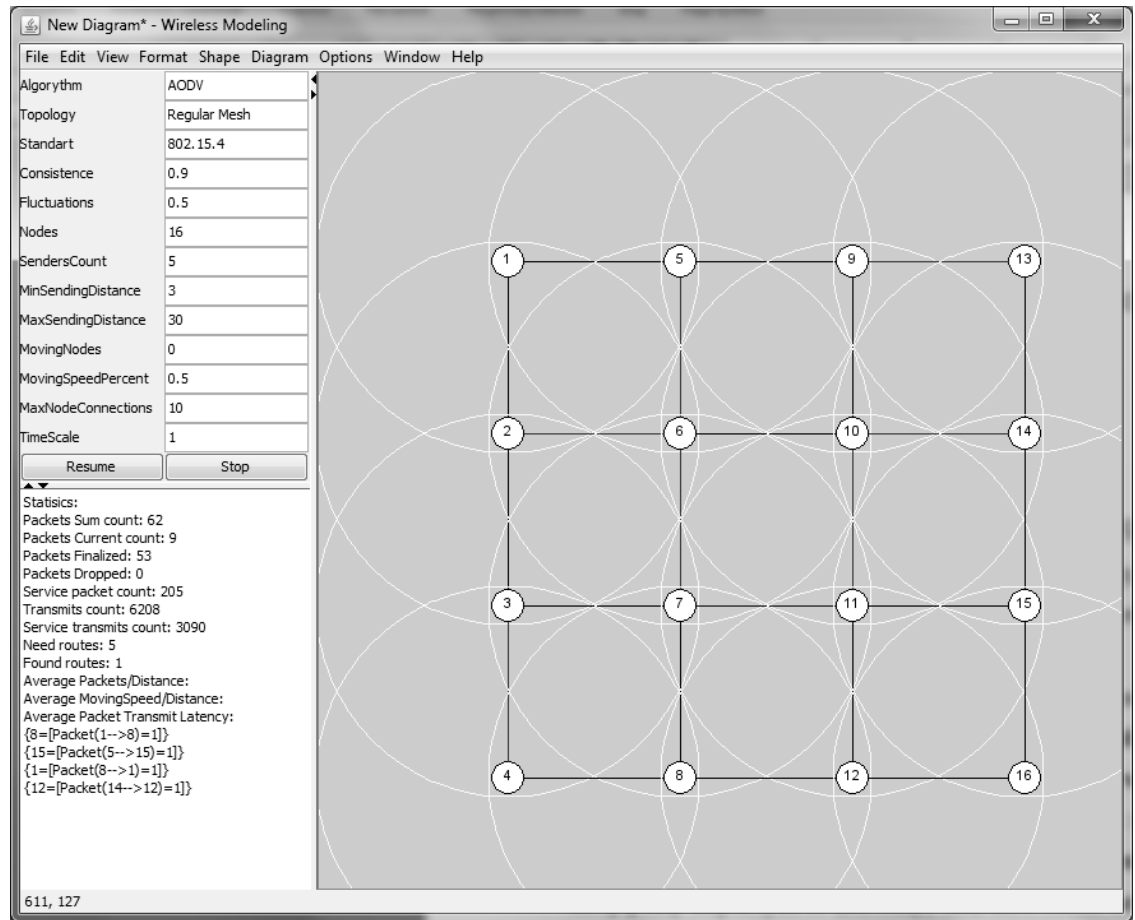 New Diagram* - Wireless Modeling
File Edit View Format Shape Diagram Options Window Help
Algorythm AODV
Topology Regular Mesh
Standart 802.15.4
Consistence 0.9
Fluctuations 0.5
Nodes 16
SendersCount 5
MinSendingDistance 3
MaxSendingDistance 30
MovingNodes 0
MovingSpeedPercent 0.5
MaxNodeConnections 10
TimeScale 1
Resume Stop
Statisics:
Packets Sum count: 62
Packets Current count: 9
Packets Finalized: 53
Packets Dropped: 0
Service packet count: 205
Transmits count: 6208
Service transmits count: 3090
Need routes: 5
Found routes: 1
Average Packets/Distance:
Average MovingSpeed/Distance:
Average Packet Transmit Latency:
{8=[Packet(1-->8)=1]}
{15=[Packet(5-->15)=1]}
{1=[Packet(8-->1)=1]}
{12=[Packet(14-->12)=1]}
1 5 9 13
2 6 10 14
3 7 11 15
4 8 12 16
611, 127